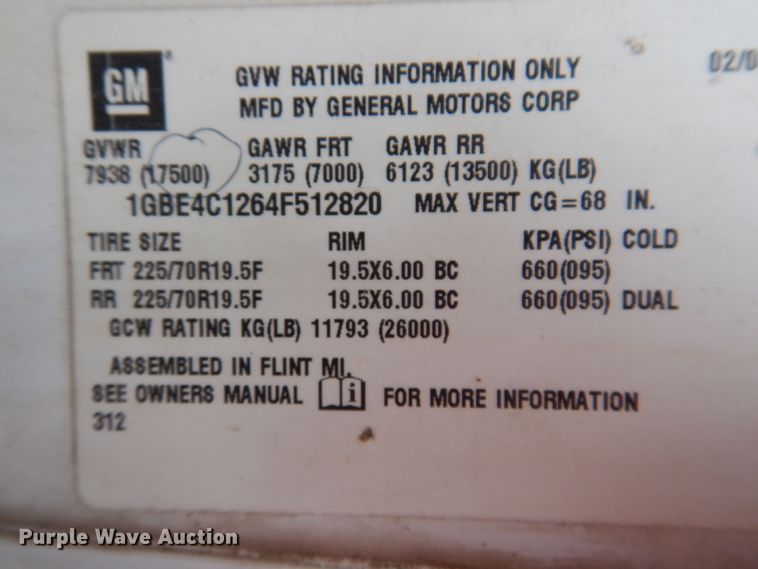 GM®
GVW RATING INFORMATION ONLY
02/0
MFD BY GENERAL MOTORS CORP
GVWR GAWR FRT GAWR RR
7938 (17500) 3175 (7000) 6123 (13500) KG(LB)
1GBE4C1264F512820 MAX VERT CG=68 IN.
TIRE SIZE RIM KPA(PSI) COLD
FRT 225/70R19.5F 19.5X6.00 BC 660(095)
RR 225/70R19.5F 19.5X6.00 BC 660(095) DUAL
GCW RATING KG(LB) 11793 (26000)
ASSEMBLED IN FLINT MI.
SEE OWNERS MANUAL i FOR MORE INFORMATION
312
Purple Wave Auction